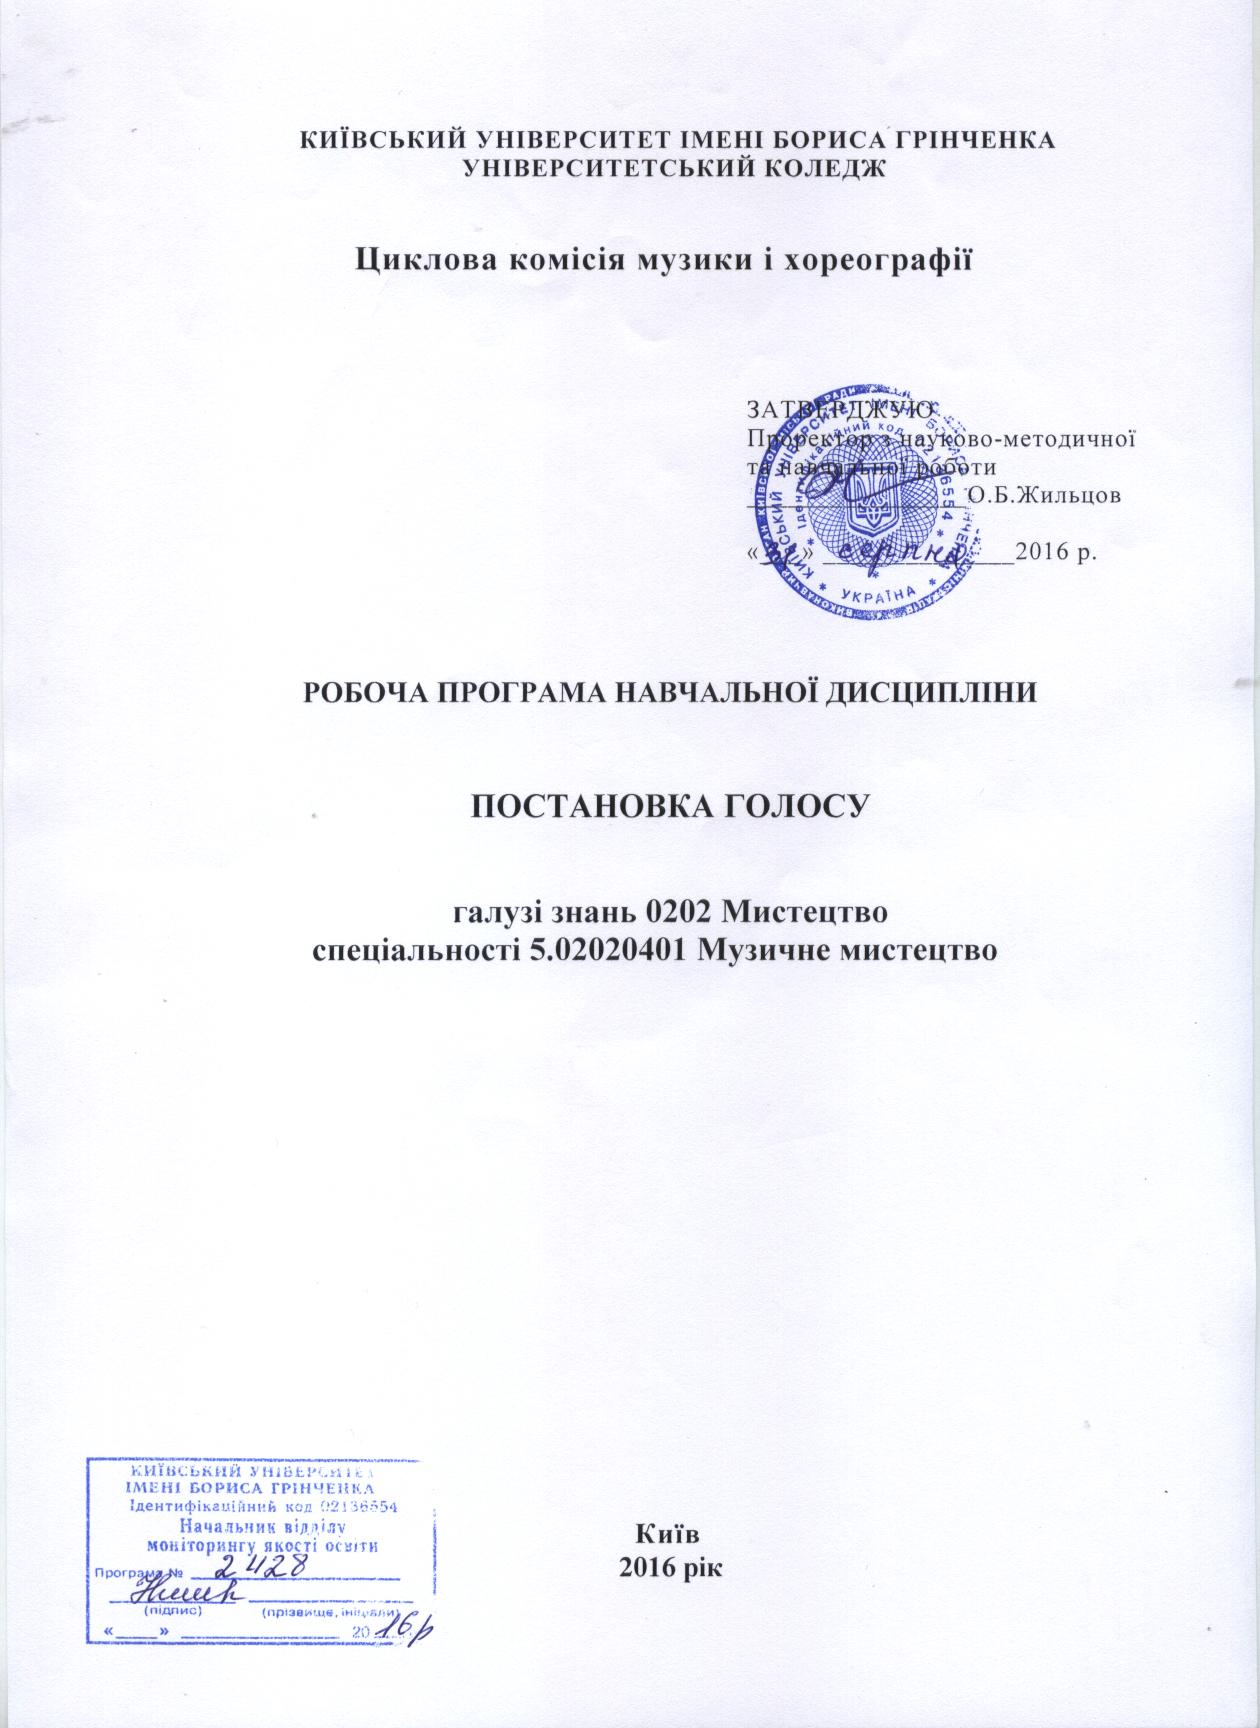 КИЇВСЬКИЙ УНІВЕРСИТЕТ ІМЕНІ БОРИСА ГРІНЧЕНКА
УНІВЕРСИТЕТСЬКИЙ КОЛЕДЖ
Циклова комісія музики і хореографії
ЗАТВЕРДЖУЮ
Проректор з науково-методичної
та навчальної роботи
О.Б.Жильцов
« » серпня 2016 р.
УКРАЇНА
РОБОЧА ПРОГРАМА НАВЧАЛЬНОЇ ДИСЦИПЛІНИ
ПОСТАНОВКА ГОЛОСУ
галузі знань 0202 Мистецтво
спеціальності 5.02020401 Музичне мистецтво
КИЇВСЬКИЙ УНІВЕРСИТЕТ
ІМЕНІ БОРИСА ГРІНЧЕНКА
Ідентифікаційний код 02136554
Начальник відділу
моніторингу якості освіти
Програма № 2428
(підпис) (прізвище, ініціали)
« » 2016р
Київ
2016 рік